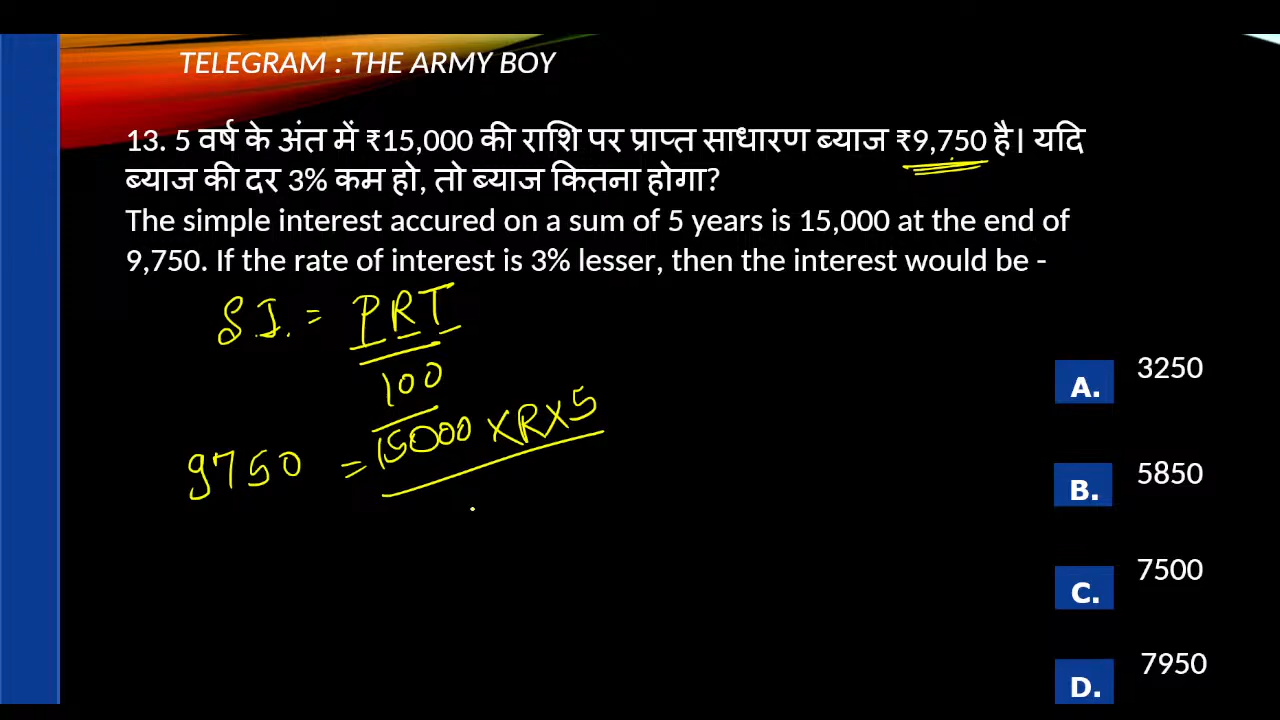 TELEGRAM : THE ARMY BOY
13. 5 वर्ष के अंत में ₹15,000 की राशि पर प्राप्त साधारण ब्याज ₹9,750 है। यदि
ब्याज की दर 3% कम हो, तो ब्याज कितना होगा?
The simple interest accured on a sum of 5 years is 15,000 at the end of
9,750. If the rate of interest is 3% lesser, then the interest would be -
S.I. = PRT
100
9750 = 15000 X R X 5
A. 3250
B. 5850
C. 7500
D. 7950